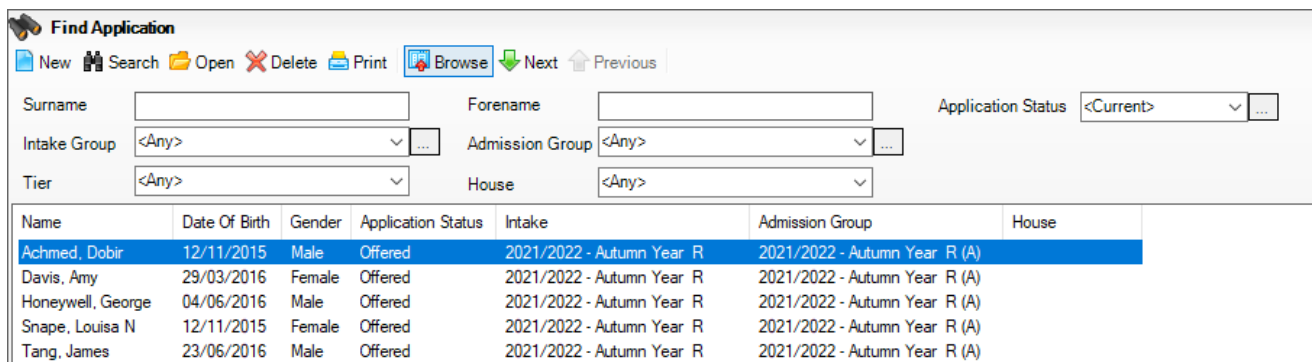 Find Application
New Search Open Delete Print Browse Next Previous
Surname Forename Application Status <Current> ...
Intake Group <Any> ... Admission Group <Any> ...
Tier <Any> House <Any>
Name Date Of Birth Gender Application Status Intake Admission Group House
Achmed, Dobir 12/11/2015 Male Offered 2021/2022 - Autumn Year R 2021/2022 - Autumn Year R (A)
Davis, Amy 29/03/2016 Female Offered 2021/2022 - Autumn Year R 2021/2022 - Autumn Year R (A)
Honeywell, George 04/06/2016 Male Offered 2021/2022 - Autumn Year R 2021/2022 - Autumn Year R (A)
Snape, Louisa N 12/11/2015 Female Offered 2021/2022 - Autumn Year R 2021/2022 - Autumn Year R (A)
Tang, James 23/06/2016 Male Offered 2021/2022 - Autumn Year R 2021/2022 - Autumn Year R (A)